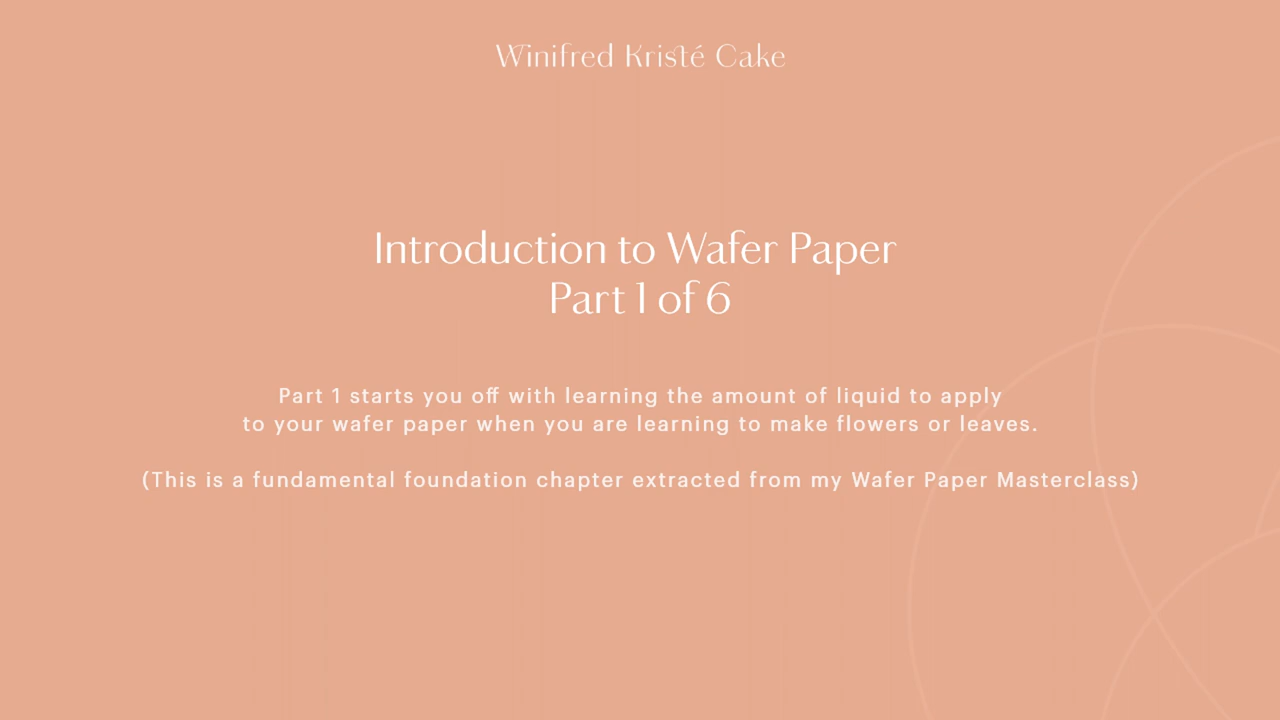 Winifred Kristé Cake
Introduction to Wafer Paper
Part 1 of 6
Part 1 starts you off with learning the amount of liquid to apply
to your wafer paper when you are learning to make flowers or leaves.
(This is a fundamental foundation chapter extracted from my Wafer Paper Masterclass)